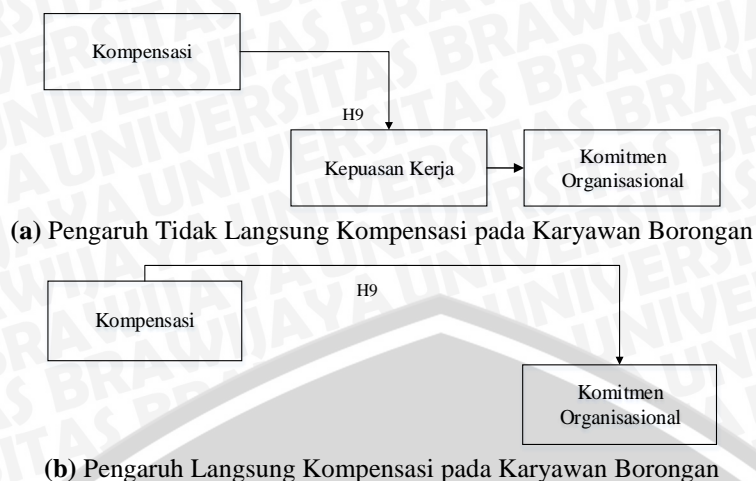 Kompensasi
H9
Kepuasan Kerja
Komitmen
Organisasional
(a) Pengaruh Tidak Langsung Kompensasi pada Karyawan Borongan
H9
Kompensasi
Komitmen
Organisasional
(b) Pengaruh Langsung Kompensasi pada Karyawan Borongan